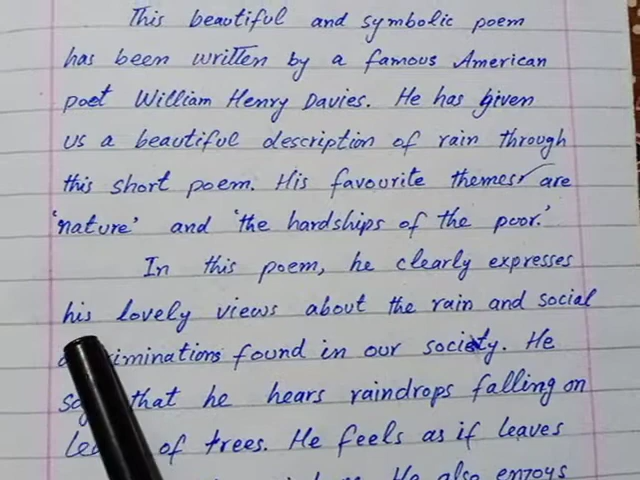 This beautiful and symbolic poem
has been written by a famous American
poet William Henry Davies. He has given
us a beautiful description of rain through
this short poem. His favourite themes are
'nature' and 'the hardships of the poor.'
In this poem, he clearly expresses
his lovely views about the rain and social
found in our society. He
that he hears raindrops falling on
of trees. He feels as if leaves
He also enjoys